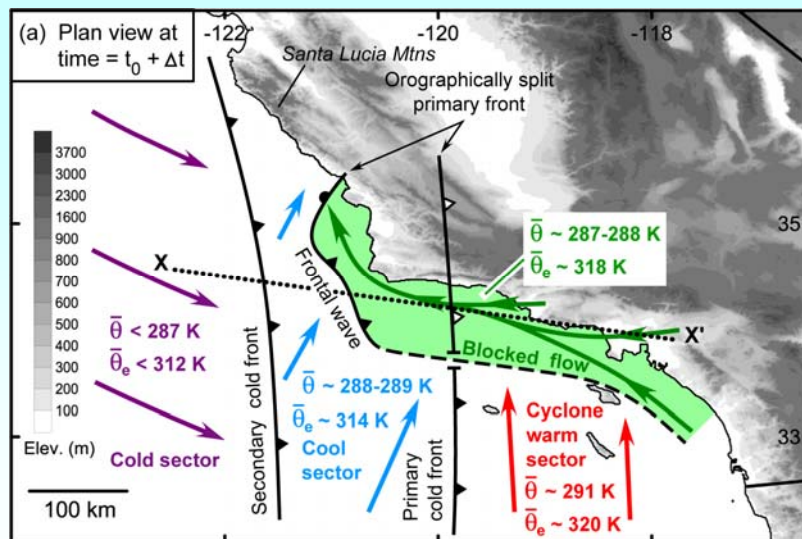 (a) Plan view at
time = t₀ + Δt
-122
-120
-118
Santa Lucia Mtns
Orographically split
primary front
3700
3000
1600
900
700
600
500
400
300
200
100
Elev. (m)
35
33
X
X'
θ̅ ~ 287-288 K
θ̅ₑ ~ 318 K
Frontal wave
Blocked flow
θ̅ < 287 K
θ̅ₑ < 312 K
Cold sector
Secondary cold front
θ̅ ~ 288-289 K
θ̅ₑ ~ 314 K
Cool
sector
Primary
cold front
Cyclone
warm
sector
θ̅ ~ 291 K
θ̅ₑ ~ 320 K
100 km